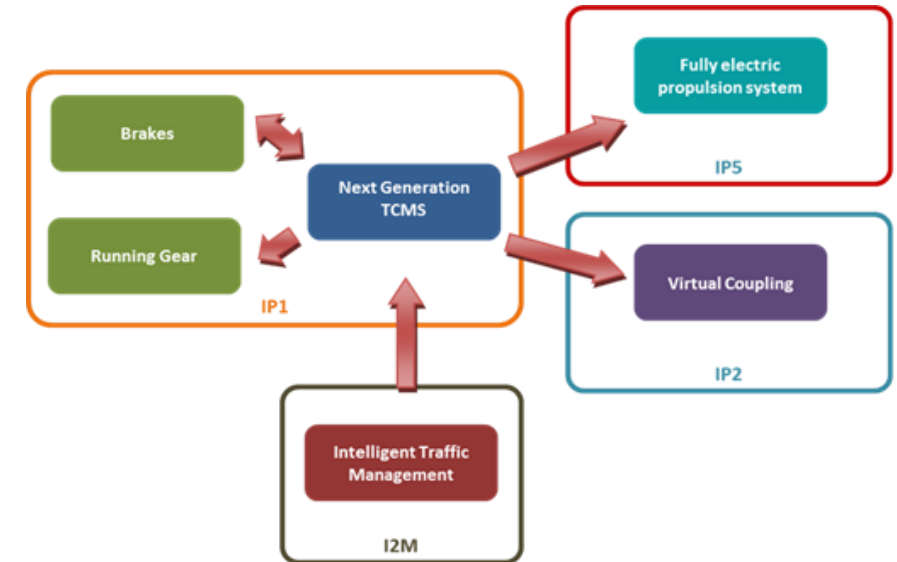 Brakes
Next Generation
TCMS
Running Gear
IP1
Fully electric
propulsion system
IP5
Virtual Coupling
IP2
Intelligent Traffic
Management
I2M